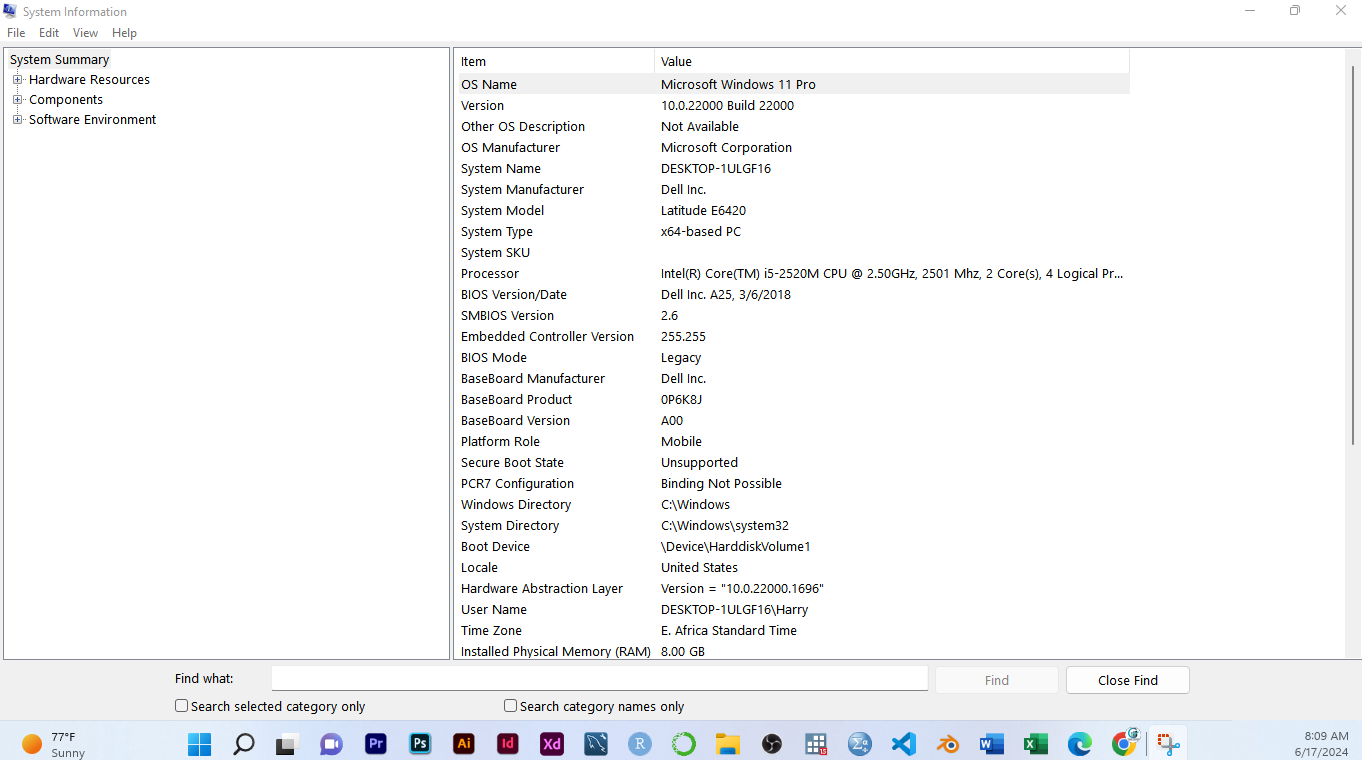 System Information
File Edit View Help
System Summary
Hardware Resources
Components
Software Environment
Item Value
OS Name Microsoft Windows 11 Pro
Version 10.0.22000 Build 22000
Other OS Description Not Available
OS Manufacturer Microsoft Corporation
System Name DESKTOP-1ULGF16
System Manufacturer Dell Inc.
System Model Latitude E6420
System Type x64-based PC
System SKU
Processor Intel(R) Core(TM) i5-2520M CPU @ 2.50GHz, 2501 Mhz, 2 Core(s), 4 Logical Pr...
BIOS Version/Date Dell Inc. A25, 3/6/2018
SMBIOS Version 2.6
Embedded Controller Version 255.255
BIOS Mode Legacy
BaseBoard Manufacturer Dell Inc.
BaseBoard Product 0P6K8J
BaseBoard Version A00
Platform Role Mobile
Secure Boot State Unsupported
PCR7 Configuration Binding Not Possible
Windows Directory C:\Windows
System Directory C:\Windows\system32
Boot Device \Device\HarddiskVolume1
Locale United States
Hardware Abstraction Layer Version = "10.0.22000.1696"
User Name DESKTOP-1ULGF16\Harry
Time Zone E. Africa Standard Time
Installed Physical Memory (RAM) 8.00 GB
Find what: Find Close Find
Search selected category only Search category names only
77°F
Sunny
Pr Ps Ai Id Xd R
8:09 AM
6/17/2024